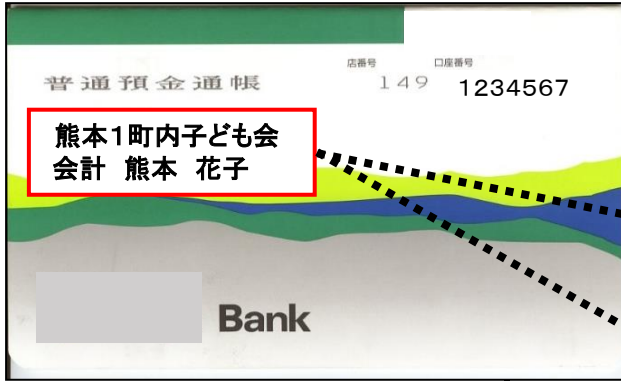 店番号 口座番号
普通預金通帳 149 1234567
熊本1町内子ども会
会計 熊本 花子
Bank